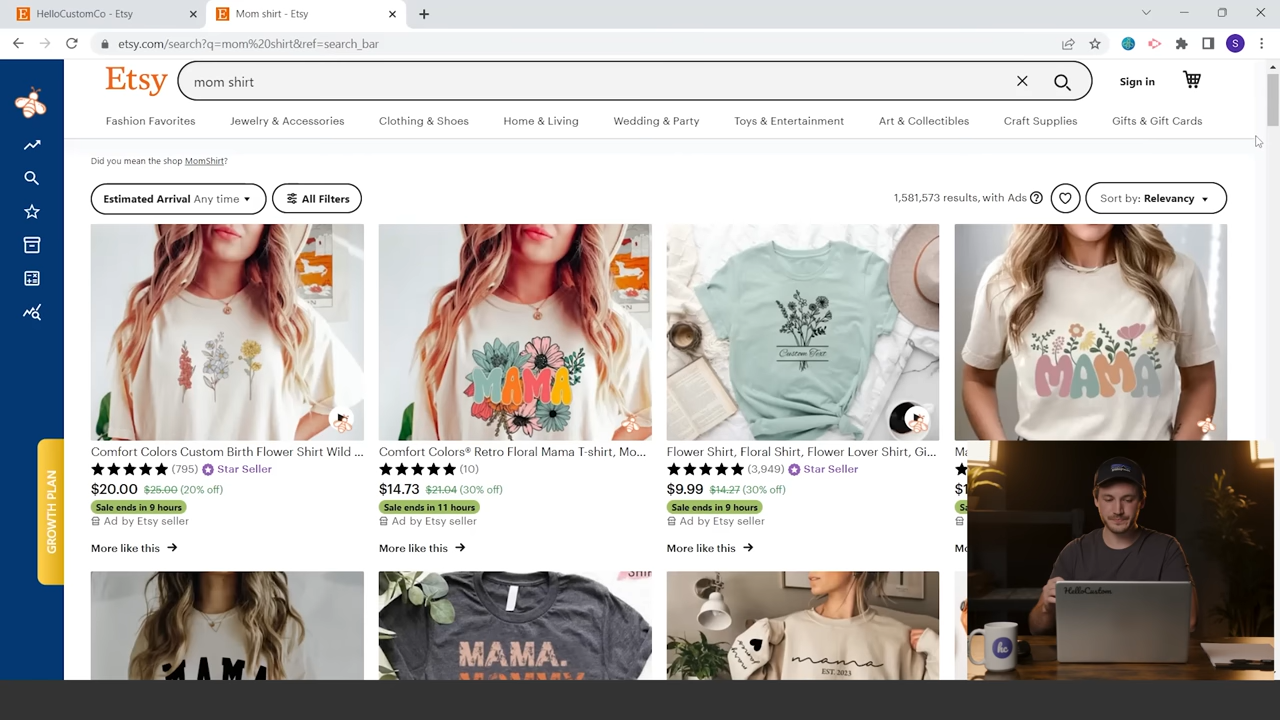 HelloCustomCo - Etsy
Mom shirt - Etsy
etsy.com/search?q=mom%20shirt&ref=search_bar
Etsy
mom shirt
Sign in
Fashion Favorites
Jewelry & Accessories
Clothing & Shoes
Home & Living
Wedding & Party
Toys & Entertainment
Art & Collectibles
Craft Supplies
Gifts & Gift Cards
Did you mean the shop MomShirt?
Estimated Arrival Any time
All Filters
1,581,573 results, with Ads
Sort by: Relevancy
MAMA
Custom Text
MAMA
Comfort Colors Custom Birth Flower Shirt Wild ...
(795) Star Seller
$20.00 $25.00 (20% off)
Sale ends in 9 hours
Ad by Etsy seller
More like this
Comfort Colors® Retro Floral Mama T-shirt, Mo...
(10)
$14.73 $21.04 (30% off)
Sale ends in 11 hours
Ad by Etsy seller
More like this
Flower Shirt, Floral Shirt, Flower Lover Shirt, Gi...
(3,949) Star Seller
$9.99 $14.27 (30% off)
Sale ends in 9 hours
Ad by Etsy seller
More like this
GROWTH PLAN
MAMA
MAMA.
MOMMY
mama
EST. 2023
HelloCustom
hc
S